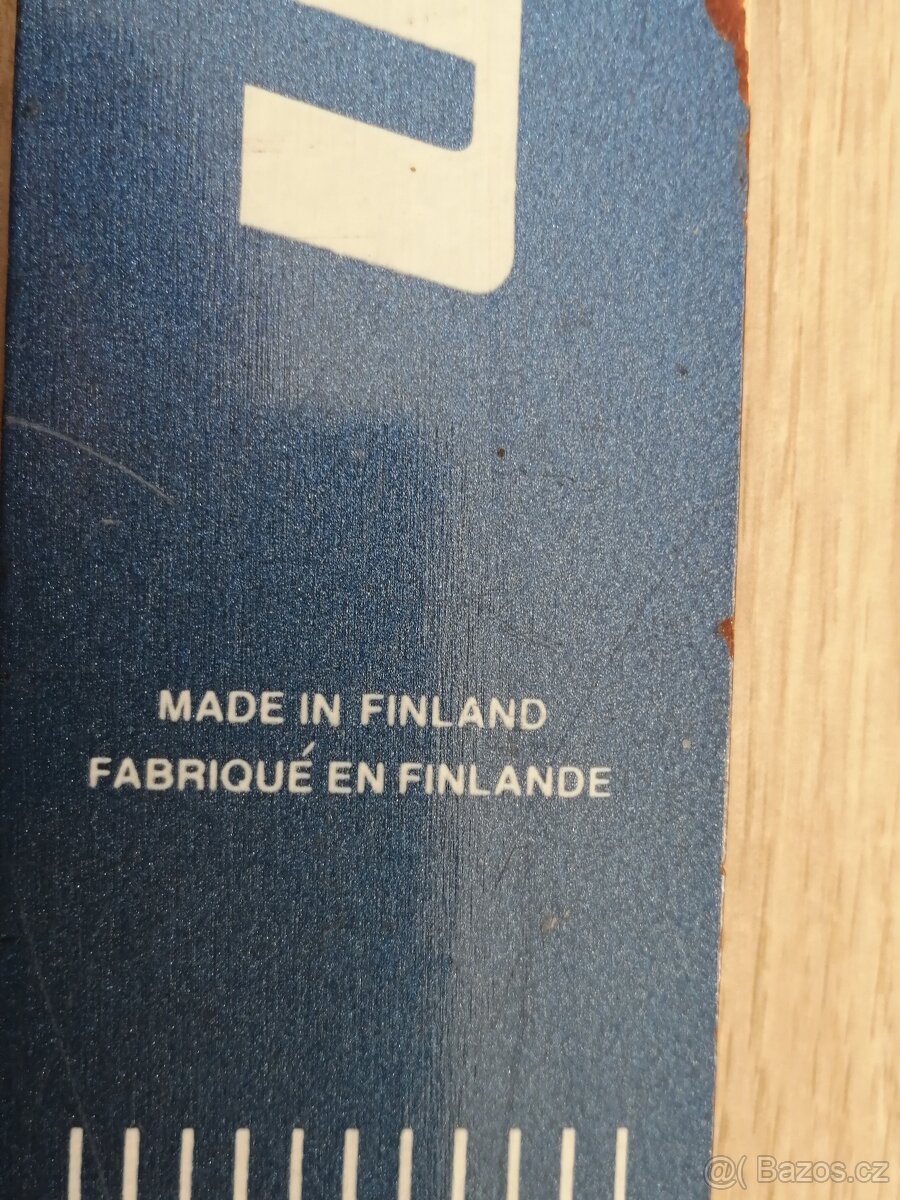 MADE IN FINLAND
FABRIQUÉ EN FINLANDE
@( Bazos.cz